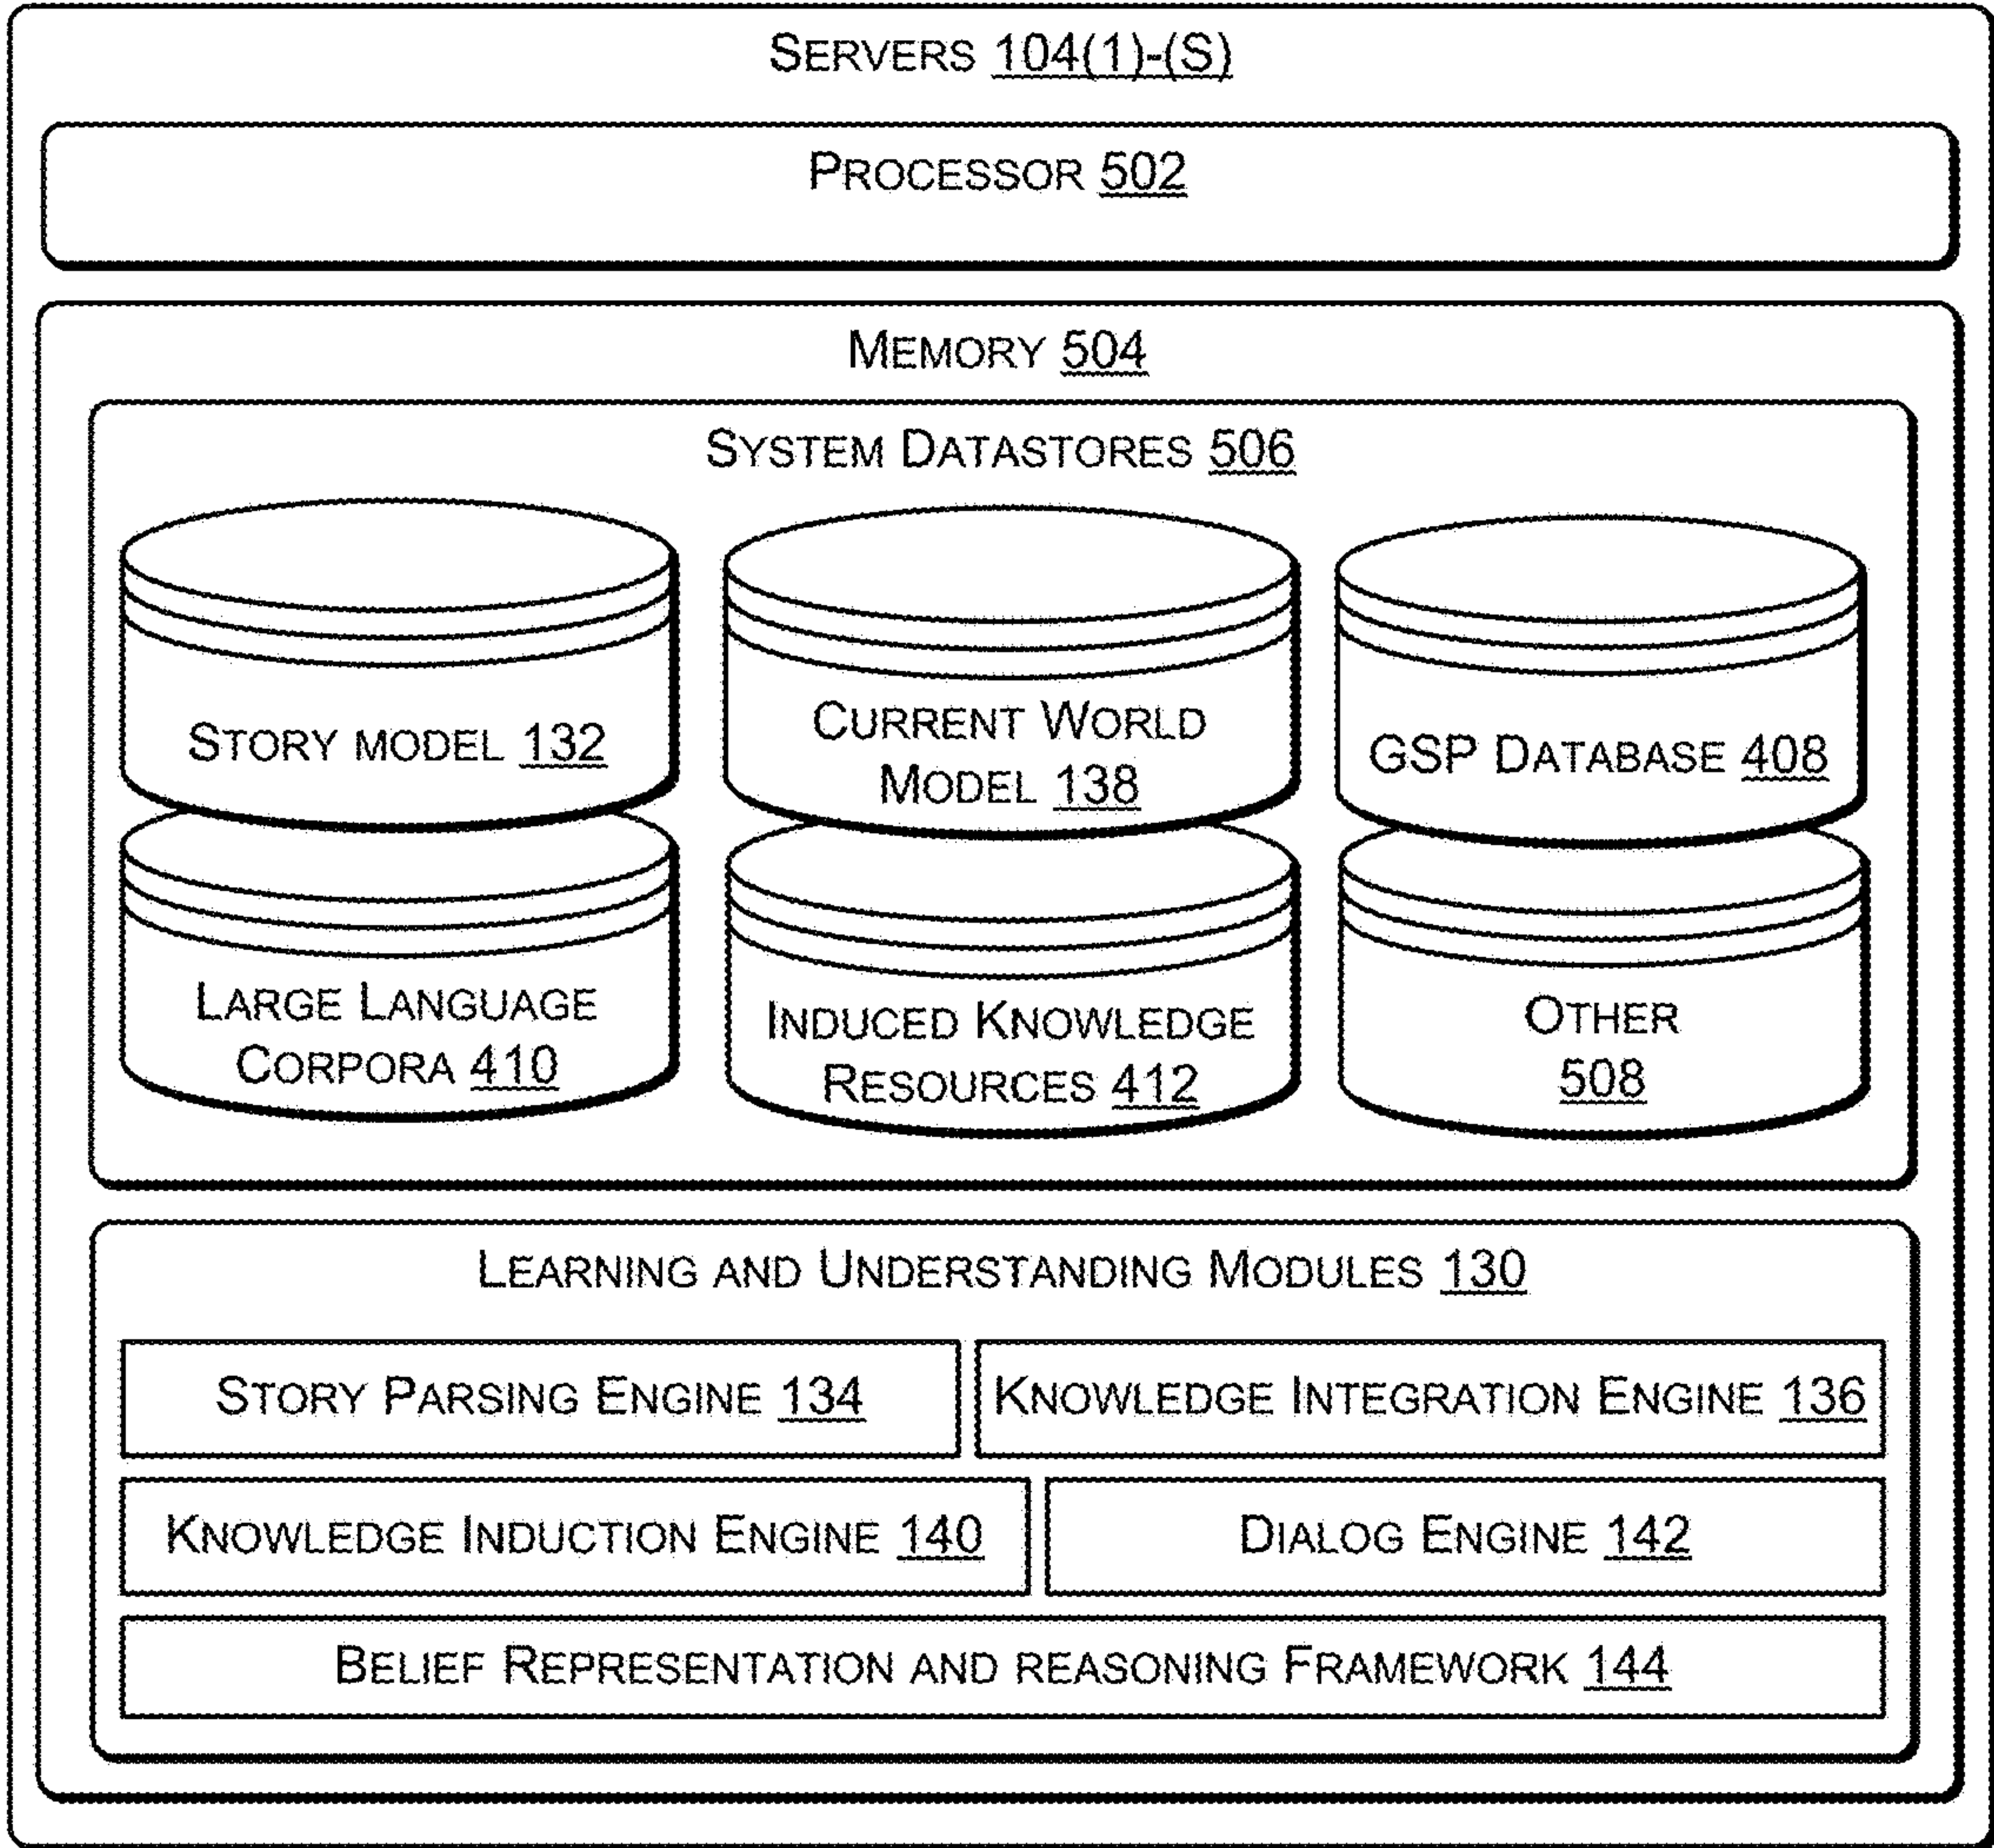 SERVERS 104(1)-(S)
PROCESSOR 502
MEMORY 504
SYSTEM DATASTORES 506
STORY MODEL 132
CURRENT WORLD
MODEL 138
GSP DATABASE 408
LARGE LANGUAGE
CORPORA 410
INDUCED KNOWLEDGE
RESOURCES 412
OTHER
508
LEARNING AND UNDERSTANDING MODULES 130
STORY PARSING ENGINE 134
KNOWLEDGE INTEGRATION ENGINE 136
KNOWLEDGE INDUCTION ENGINE 140
DIALOG ENGINE 142
BELIEF REPRESENTATION AND REASONING FRAMEWORK 144